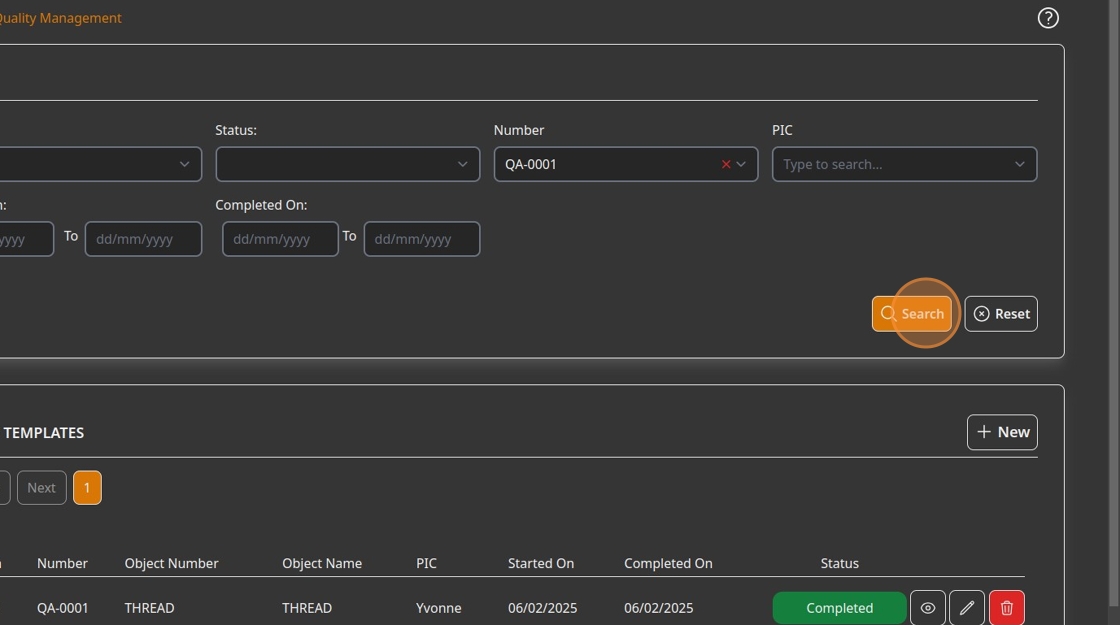 Quality Management
Status:
Number
PIC
QA-0001
Type to search...
To
dd/mm/yyyy
Completed On:
dd/mm/yyyy
To
dd/mm/yyyy
Search
Reset
TEMPLATES
New
Next
1
Number Object Number Object Name PIC Started On Completed On Status
QA-0001 THREAD THREAD Yvonne 06/02/2025 06/02/2025 Completed